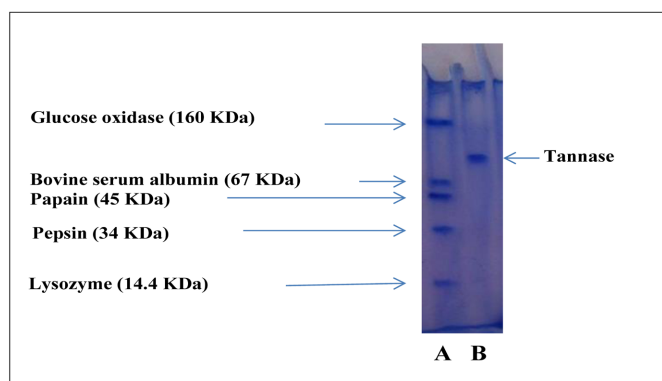 Glucose oxidase (160 KDa)
Tannase
Bovine serum albumin (67 KDa)
Papain (45 KDa)
Pepsin (34 KDa)
Lysozyme (14.4 KDa)
A B